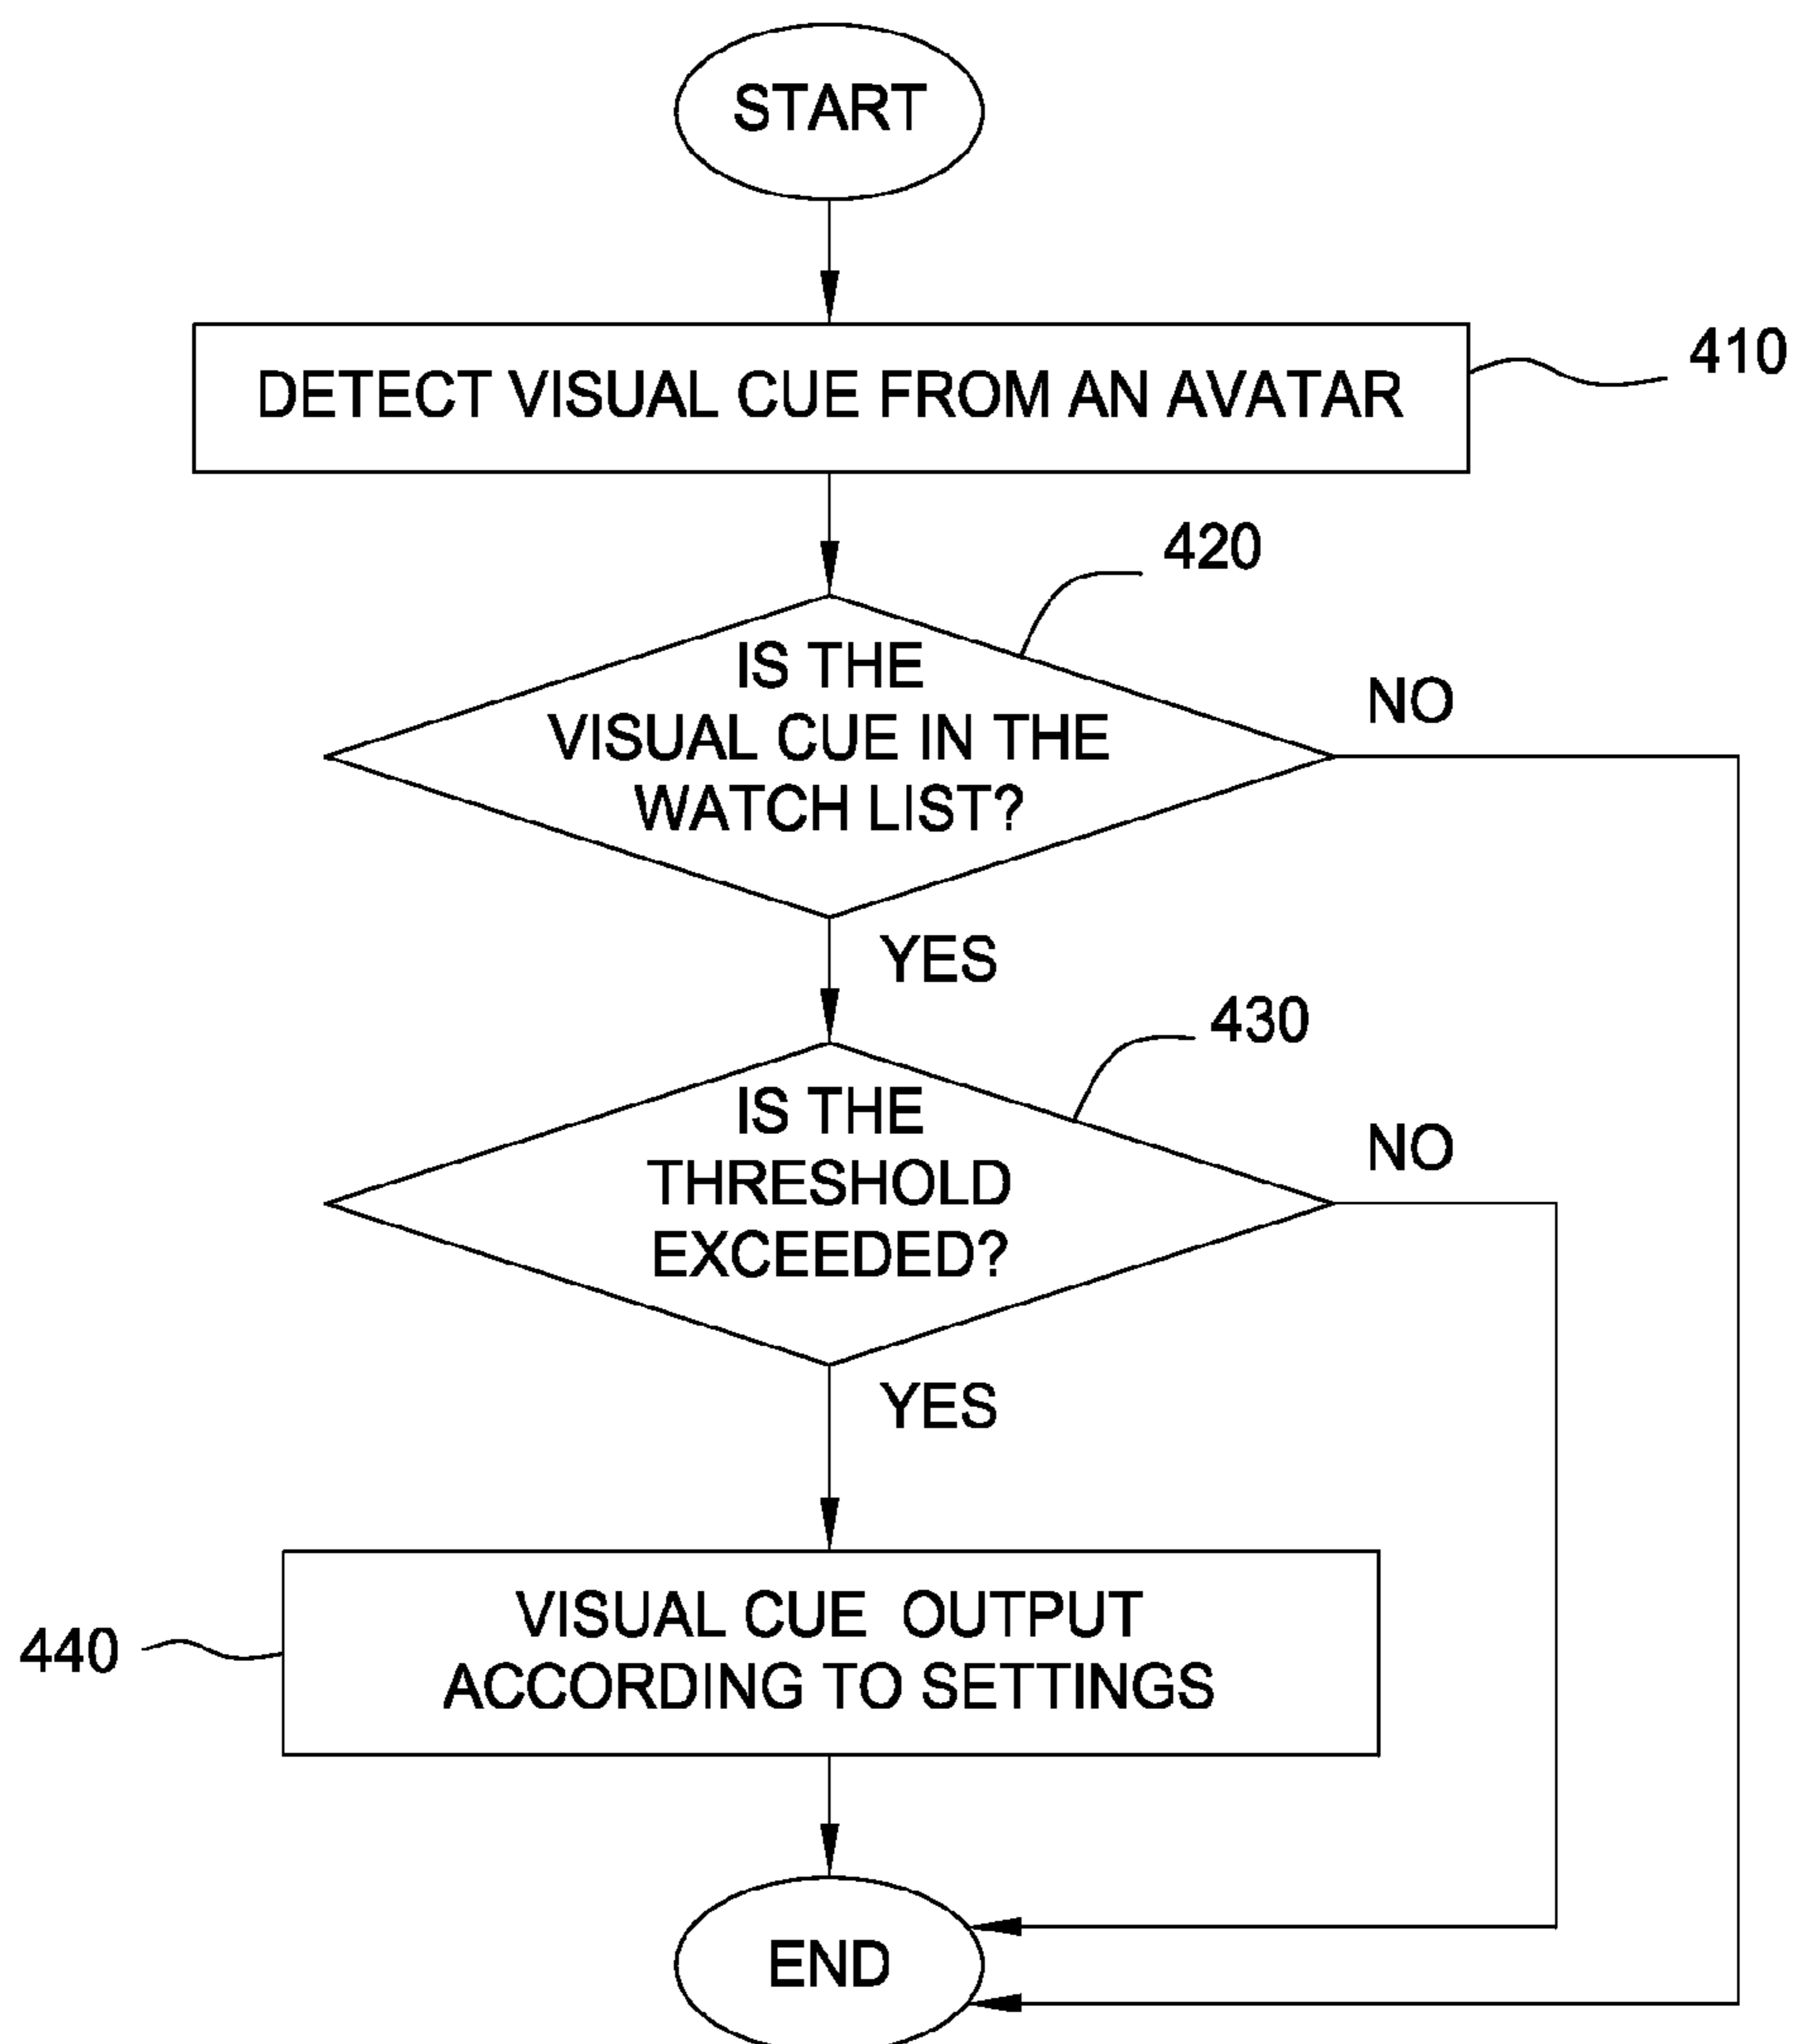 START
DETECT VISUAL CUE FROM AN AVATAR
410
420
IS THE
VISUAL CUE IN THE
WATCH LIST?
NO
YES
430
IS THE
THRESHOLD
EXCEEDED?
NO
YES
440
VISUAL CUE OUTPUT
ACCORDING TO SETTINGS
END